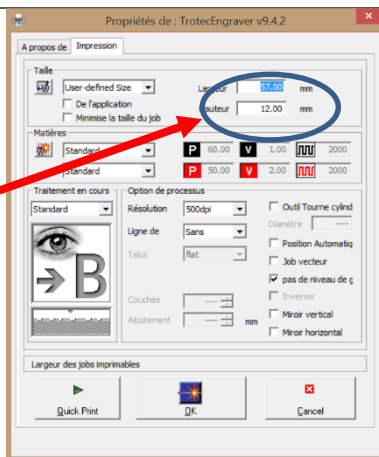 Propriétés de : TrotecEngraver v9.4.2
A propos de Impression
Taille
User-defined Size Largeur 57.00 mm
De l'application
Hauteur 12.00 mm
Minimise la taille du job
Matières
Standard P 60.00 V 1.00 2000
Standard P 50.00 V 2.00 2000
Traitement en cours Option de processus
Standard Résolution 500dpi Outil Tourne cylind
Diamètre ----
Ligne de Sans
Position Automatiq
Talus flat
Job vecteur
B pas de niveau de g
Couches ---- Inverser
Ajustement ---- mm Miroir vertical
Miroir horizontal
Largeur des jobs imprimables
Quick Print OK Cancel